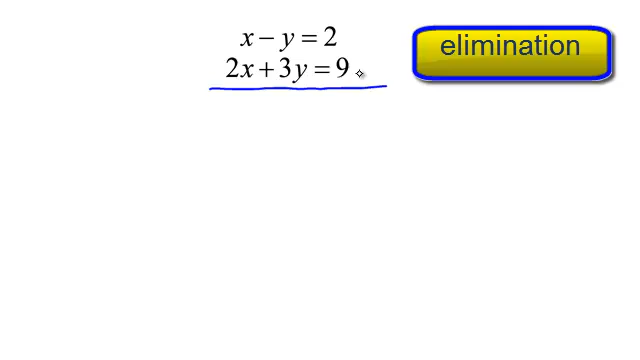 x − y = 2
2x + 3y = 9
elimination